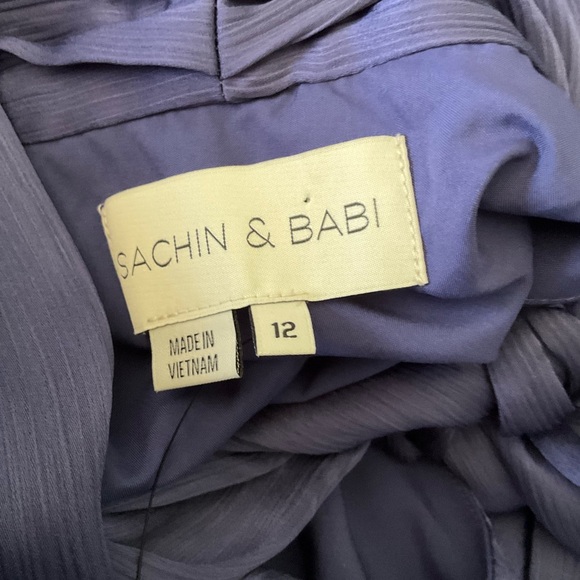 SACHIN & BABI
MADE IN
VIETNAM
12